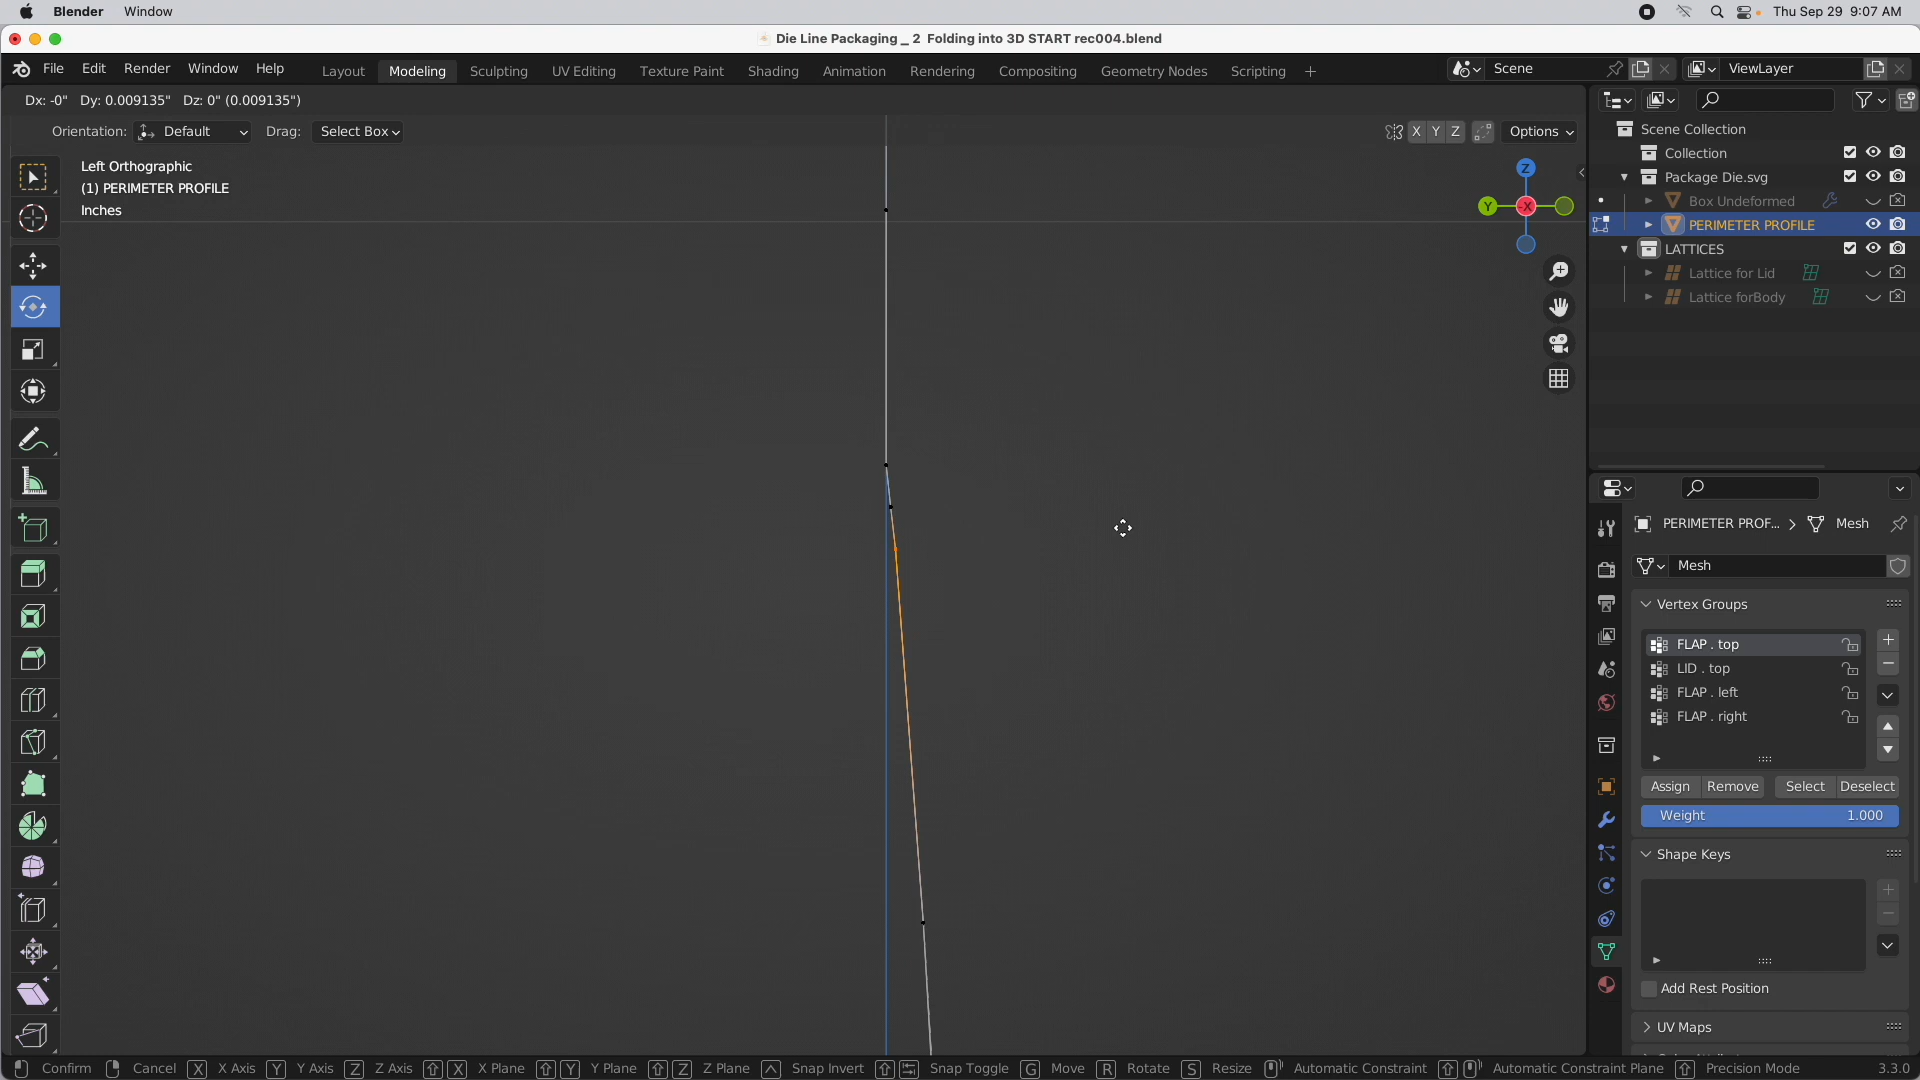 Blender Window Thu Sep 29 9:07 AM
Die Line Packaging _ 2 Folding into 3D START rec004.blend
File Edit Render Window Help Layout Modeling Sculpting UV Editing Texture Paint Shading Animation Rendering Compositing Geometry Nodes Scripting + Scene ViewLayer
Dx: -0" Dy: 0.009135" Dz: 0" (0.009135")
Orientation: Default Drag: Select Box X Y Z Options
Left Orthographic
(1) PERIMETER PROFILE
Inches
Z
Y -X
Scene Collection
Collection
Package Die.svg
Box Undeformed
PERIMETER PROFILE
LATTICES
Lattice for Lid
Lattice forBody
PERIMETER PROF... > Mesh
Mesh
Vertex Groups
FLAP . top
LID . top
FLAP . left
FLAP . right
Assign Remove Select Deselect
Weight 1.000
Shape Keys
Add Rest Position
UV Maps
Confirm Cancel X X Axis Y Y Axis Z Z Axis X X Plane Y Y Plane Z Z Plane Snap Invert Snap Toggle G Move R Rotate S Resize Automatic Constraint Automatic Constraint Plane Precision Mode 3.3.0